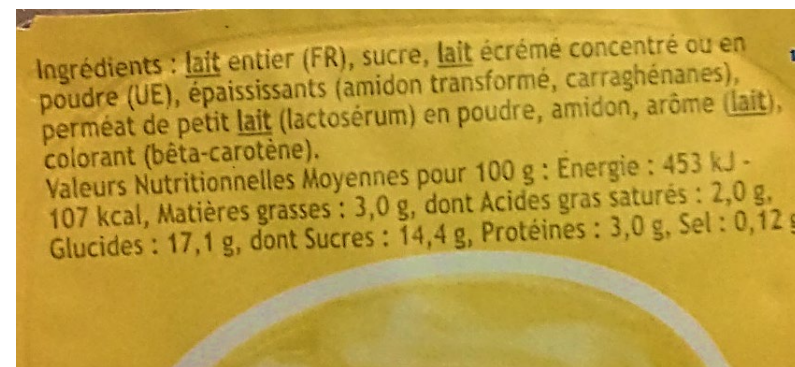 Ingrédients : lait entier (FR), sucre, lait écrémé concentré ou en
poudre (UE), épaississants (amidon transformé, carraghénanes),
perméat de petit lait (lactosérum) en poudre, amidon, arôme (lait),
colorant (bêta-carotène).
Valeurs Nutritionnelles Moyennes pour 100 g : Énergie : 453 kJ -
107 kcal, Matières grasses : 3,0 g, dont Acides gras saturés : 2,0 g,
Glucides : 17,1 g, dont Sucres : 14,4 g, Protéines : 3,0 g, Sel : 0,12 g